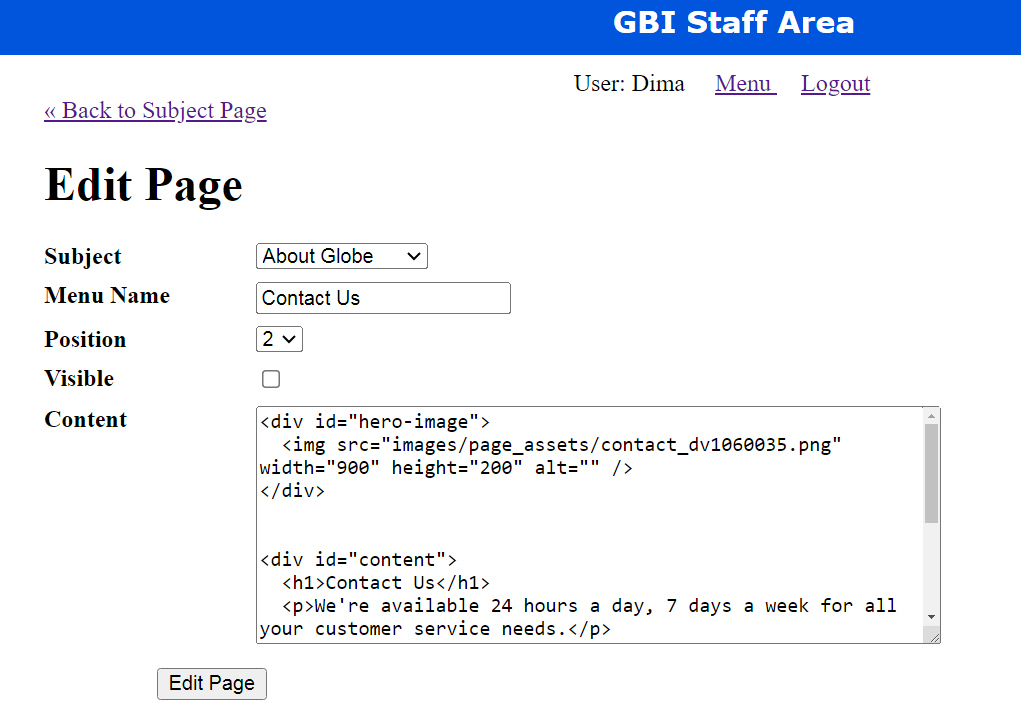 GBI Staff Area
User: Dima Menu Logout
« Back to Subject Page
Edit Page
Subject About Globe
Menu Name Contact Us
Position 2
Visible
Content
<div id="hero-image">
  <img src="images/page_assets/contact_dv1060035.png"
width="900" height="200" alt="" />
</div>
<div id="content">
  <h1>Contact Us</h1>
  <p>We're available 24 hours a day, 7 days a week for all
your customer service needs.</p>
Edit Page